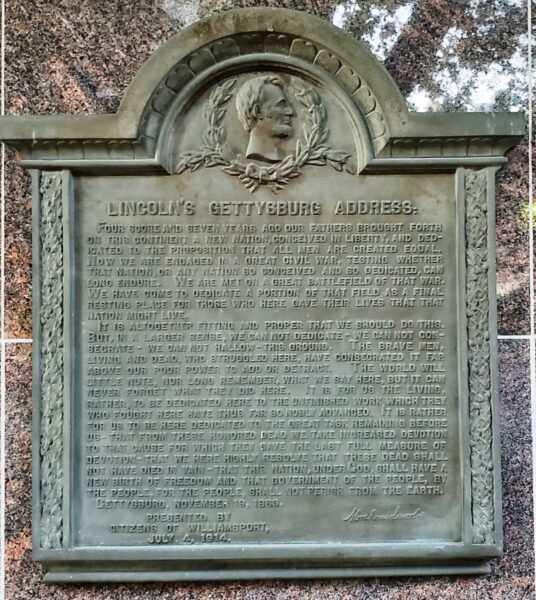 LINCOLN'S GETTYSBURG ADDRESS:
FOUR SCORE AND SEVEN YEARS AGO OUR FATHERS BROUGHT FORTH
ON THIS CONTINENT A NEW NATION, CONCEIVED IN LIBERTY, AND DED-
ICATED TO THE PROPOSITION THAT ALL MEN ARE CREATED EQUAL.
NOW WE ARE ENGAGED IN A GREAT CIVIL WAR, TESTING WHETHER
THAT NATION, OR ANY NATION SO CONCEIVED AND SO DEDICATED, CAN
LONG ENDURE. WE ARE MET ON A GREAT BATTLEFIELD OF THAT WAR.
WE HAVE COME TO DEDICATE A PORTION OF THAT FIELD AS A FINAL
RESTING PLACE FOR THOSE WHO HERE GAVE THEIR LIVES THAT THAT
NATION MIGHT LIVE.
IT IS ALTOGETHER FITTING AND PROPER THAT WE SHOULD DO THIS.
BUT, IN A LARGER SENSE, WE CAN NOT DEDICATE - WE CAN NOT CON-
SECRATE - WE CAN NOT HALLOW - THIS GROUND. THE BRAVE MEN,
LIVING AND DEAD, WHO STRUGGLED HERE, HAVE CONSECRATED IT FAR
ABOVE OUR POOR POWER TO ADD OR DETRACT. THE WORLD WILL
LITTLE NOTE, NOR LONG REMEMBER, WHAT WE SAY HERE, BUT IT CAN
NEVER FORGET WHAT THEY DID HERE. IT IS FOR US THE LIVING,
RATHER, TO BE DEDICATED HERE TO THE UNFINISHED WORK WHICH THEY
WHO FOUGHT HERE HAVE THUS FAR SO NOBLY ADVANCED. IT IS RATHER
FOR US TO BE HERE DEDICATED TO THE GREAT TASK REMAINING BEFORE
US - THAT FROM THESE HONORED DEAD WE TAKE INCREASED DEVOTION
TO THAT CAUSE FOR WHICH THEY GAVE THE LAST FULL MEASURE OF
DEVOTION - THAT WE HERE HIGHLY RESOLVE THAT THESE DEAD SHALL
NOT HAVE DIED IN VAIN - THAT THIS NATION, UNDER GOD, SHALL HAVE A
NEW BIRTH OF FREEDOM AND THAT GOVERNMENT OF THE PEOPLE, BY
THE PEOPLE, FOR THE PEOPLE, SHALL NOT PERISH FROM THE EARTH.
GETTYSBURG, NOVEMBER 19, 1863.
Abraham Lincoln
PRESENTED BY
CITIZENS OF WILLIAMSPORT,
JULY 4, 1914.